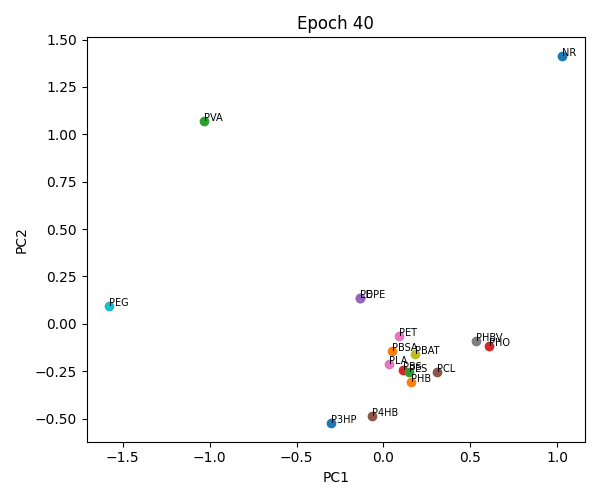 Epoch 40
1.50
NR
1.25
PVA
1.00
0.75
0.50
PC2
0.25
PEG
0.00
PET
PHBV
PHO
PBSA
PBAT
PLA
PES
PCL
−0.25
PHB
P4HB
P3HP
−0.50
−1.5
−1.0
−0.5
0.0
0.5
1.0
PC1